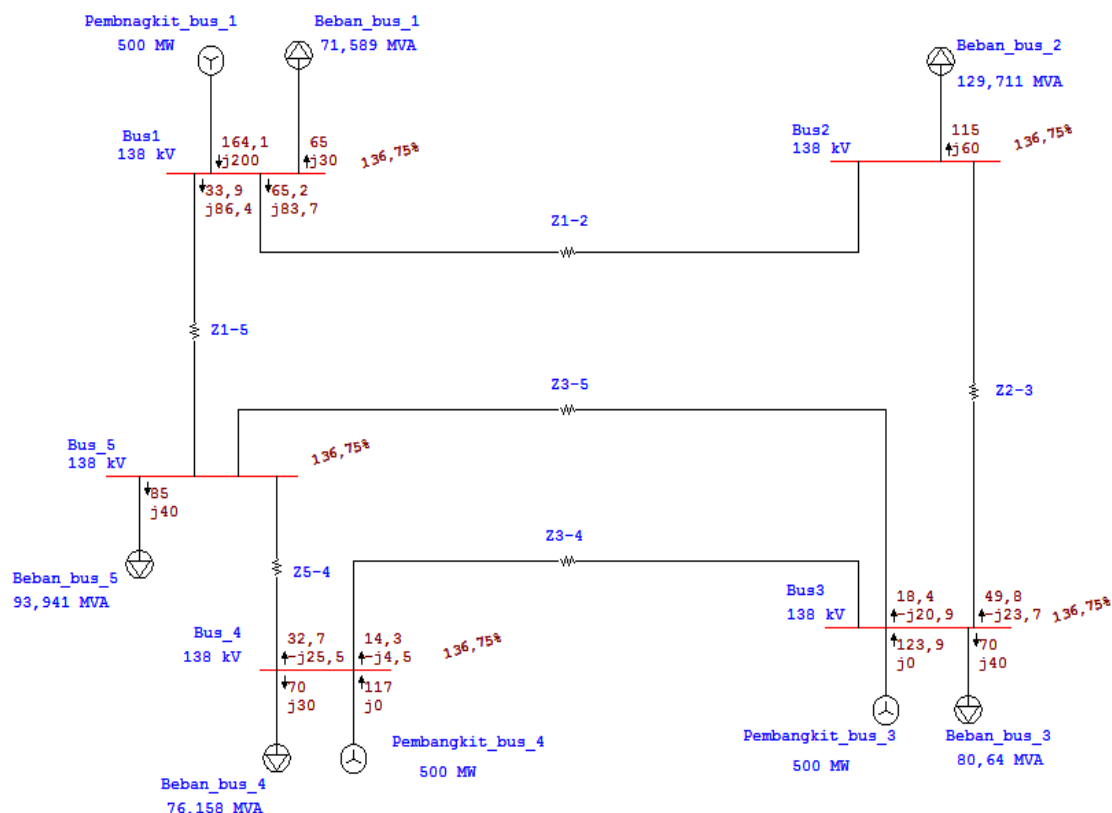 Pembnagkit_bus_1
500 MW
Beban_bus_1
71,589 MVA
Beban_bus_2
129,711 MVA
Bus1
138 kV
164,1
j200
65
j30
136,75%
33,9
j86,4
65,2
j83,7
Bus2
138 kV
115
j60
136,75%
Z1-2
Z1-5
Z3-5
Z2-3
Bus_5
138 kV
136,75%
85
j40
Beban_bus_5
93,941 MVA
Z5-4
Z3-4
Bus_4
138 kV
32,7
-j25,5
14,3
-j4,5
136,75%
70
j30
117
j0
Beban_bus_4
76,158 MVA
Pembangkit_bus_4
500 MW
Bus3
138 kV
18,4
-j20,9
49,8
-j23,7
136,75%
123,9
j0
70
j40
Pembangkit_bus_3
500 MW
Beban_bus_3
80,64 MVA